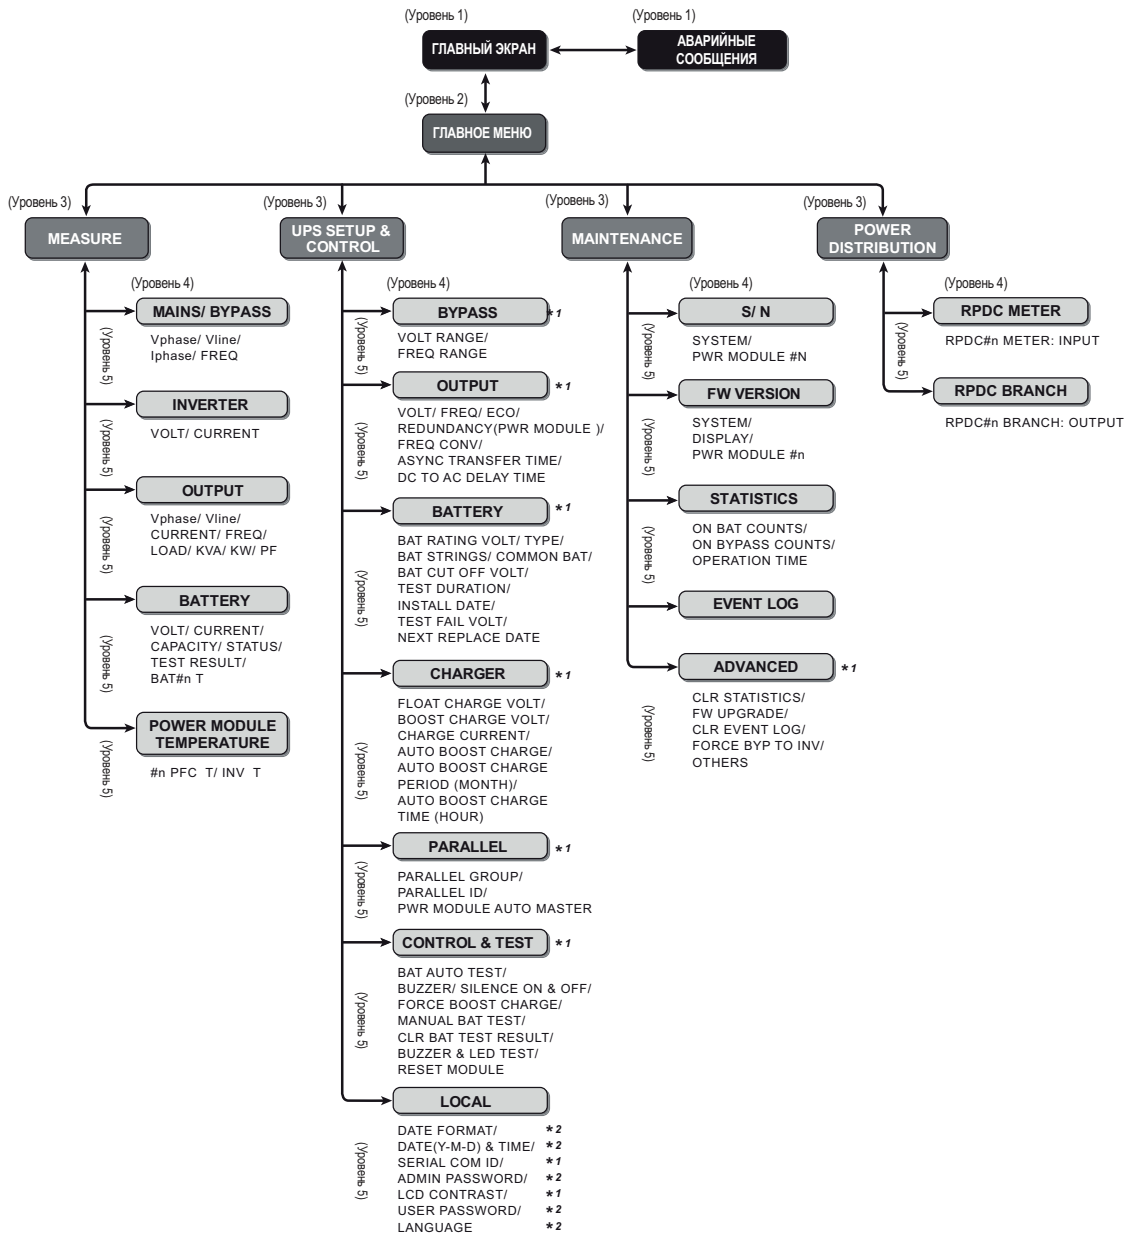 (Уровень 1)
ГЛАВНЫЙ ЭКРАН
(Уровень 1)
АВАРИЙНЫЕ
СООБЩЕНИЯ
(Уровень 2)
ГЛАВНОЕ МЕНЮ
(Уровень 3)
MEASURE
(Уровень 4)
MAINS/ BYPASS
(Уровень 5)
Vphase/ Vline/
Iphase/ FREQ
INVERTER
(Уровень 5)
VOLT/ CURRENT
OUTPUT
(Уровень 5)
Vphase/ Vline/
CURRENT/ FREQ/
LOAD/ KVA/ KW/ PF
BATTERY
(Уровень 5)
VOLT/ CURRENT/
CAPACITY/ STATUS/
TEST RESULT/
BAT#n T
POWER MODULE
TEMPERATURE
(Уровень 5)
#n PFC T/ INV T
(Уровень 3)
UPS SETUP &
CONTROL
(Уровень 4)
BYPASS *1
(Уровень 5)
VOLT RANGE/
FREQ RANGE
OUTPUT *1
(Уровень 5)
VOLT/ FREQ/ ECO/
REDUNDANCY(PWR MODULE )/
FREQ CONV/
ASYNC TRANSFER TIME/
DC TO AC DELAY TIME
BATTERY *1
(Уровень 5)
BAT RATING VOLT/ TYPE/
BAT STRINGS/ COMMON BAT/
BAT CUT OFF VOLT/
TEST DURATION/
INSTALL DATE/
TEST FAIL VOLT/
NEXT REPLACE DATE
CHARGER *1
(Уровень 5)
FLOAT CHARGE VOLT/
BOOST CHARGE VOLT/
CHARGE CURRENT/
AUTO BOOST CHARGE/
AUTO BOOST CHARGE
PERIOD (MONTH)/
AUTO BOOST CHARGE
TIME (HOUR)
PARALLEL *1
(Уровень 5)
PARALLEL GROUP/
PARALLEL ID/
PWR MODULE AUTO MASTER
CONTROL & TEST *1
(Уровень 5)
BAT AUTO TEST/
BUZZER/ SILENCE ON & OFF/
FORCE BOOST CHARGE/
MANUAL BAT TEST/
CLR BAT TEST RESULT/
BUZZER & LED TEST/
RESET MODULE
LOCAL
(Уровень 5)
DATE FORMAT/ *2
DATE(Y-M-D) & TIME/ *2
SERIAL COM ID/ *1
ADMIN PASSWORD/ *2
LCD CONTRAST/ *1
USER PASSWORD/ *2
LANGUAGE *2
(Уровень 3)
MAINTENANCE
(Уровень 4)
S/ N
(Уровень 5)
SYSTEM/
PWR MODULE #N
FW VERSION
(Уровень 5)
SYSTEM/
DISPLAY/
PWR MODULE #n
STATISTICS
(Уровень 5)
ON BAT COUNTS/
ON BYPASS COUNTS/
OPERATION TIME
EVENT LOG
ADVANCED *1
(Уровень 5)
CLR STATISTICS/
FW UPGRADE/
CLR EVENT LOG/
FORCE BYP TO INV/
OTHERS
(Уровень 3)
POWER
DISTRIBUTION
(Уровень 4)
RPDC METER
(Уровень 5)
RPDC#n METER: INPUT
RPDC BRANCH
RPDC#n BRANCH: OUTPUT